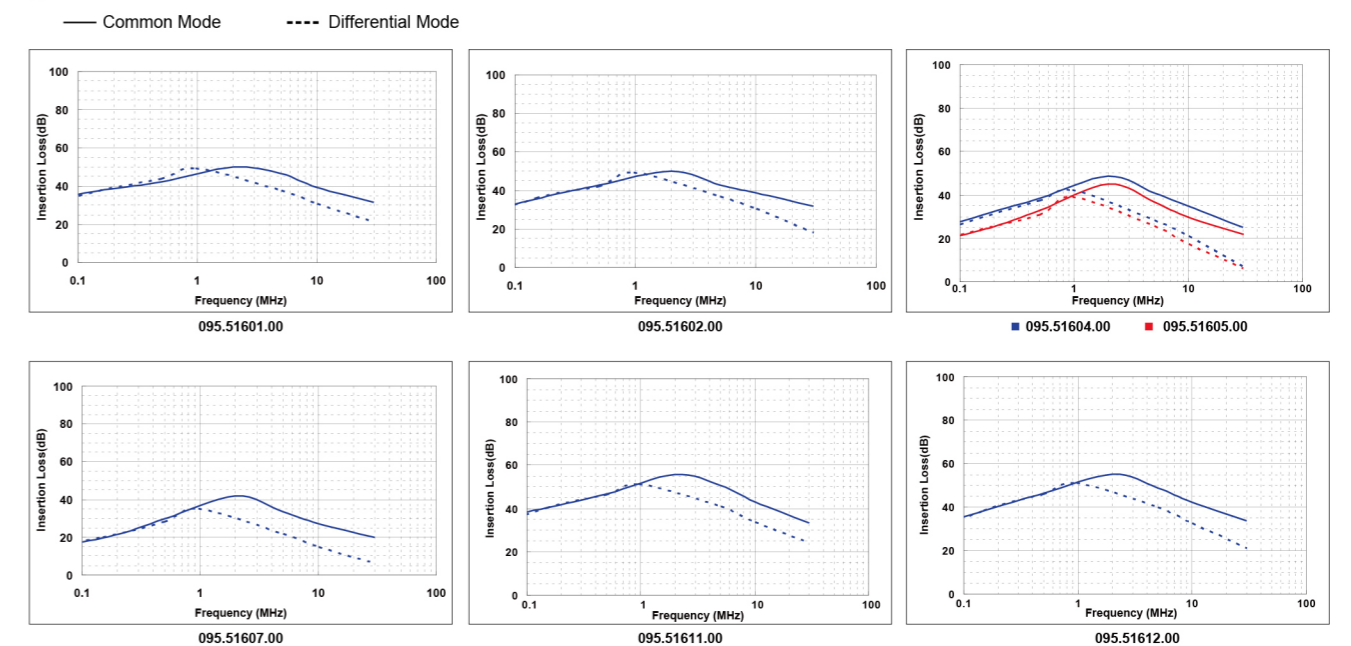 Common Mode Differential Mode
100
80
60
40
20
0
Insertion Loss(dB)
0.1 1 10 100
Frequency (MHz)
095.51601.00
100
80
60
40
20
0
Insertion Loss(dB)
0.1 1 10 100
Frequency (MHz)
095.51602.00
100
80
60
40
20
0
Insertion Loss(dB)
0.1 1 10 100
Frequency (MHz)
095.51604.00 095.51605.00
100
80
60
40
20
0
Insertion Loss(dB)
0.1 1 10 100
Frequency (MHz)
095.51607.00
100
80
60
40
20
0
Insertion Loss(dB)
0.1 1 10 100
Frequency (MHz)
095.51611.00
100
80
60
40
20
0
Insertion Loss(dB)
0.1 1 10 100
Frequency (MHz)
095.51612.00